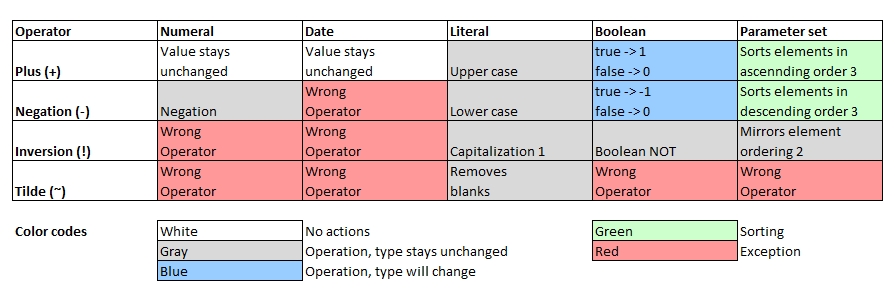 Operator Numeral Date Literal Boolean Parameter set
Value stays Value stays true -> 1 Sorts elements in
Plus (+) unchanged unchanged Upper case false -> 0 ascennding order 3
Wrong true -> -1 Sorts elements in
Negation (-) Negation Operator Lower case false -> 0 descending order 3
Wrong Wrong Mirrors element
Inversion (!) Operator Operator Capitalization 1 Boolean NOT ordering 2
Wrong Wrong Removes Wrong Wrong
Tilde (~) Operator Operator blanks Operator Operator
Color codes White No actions Green Sorting
Gray Operation, type stays unchanged Red Exception
Blue Operation, type will change